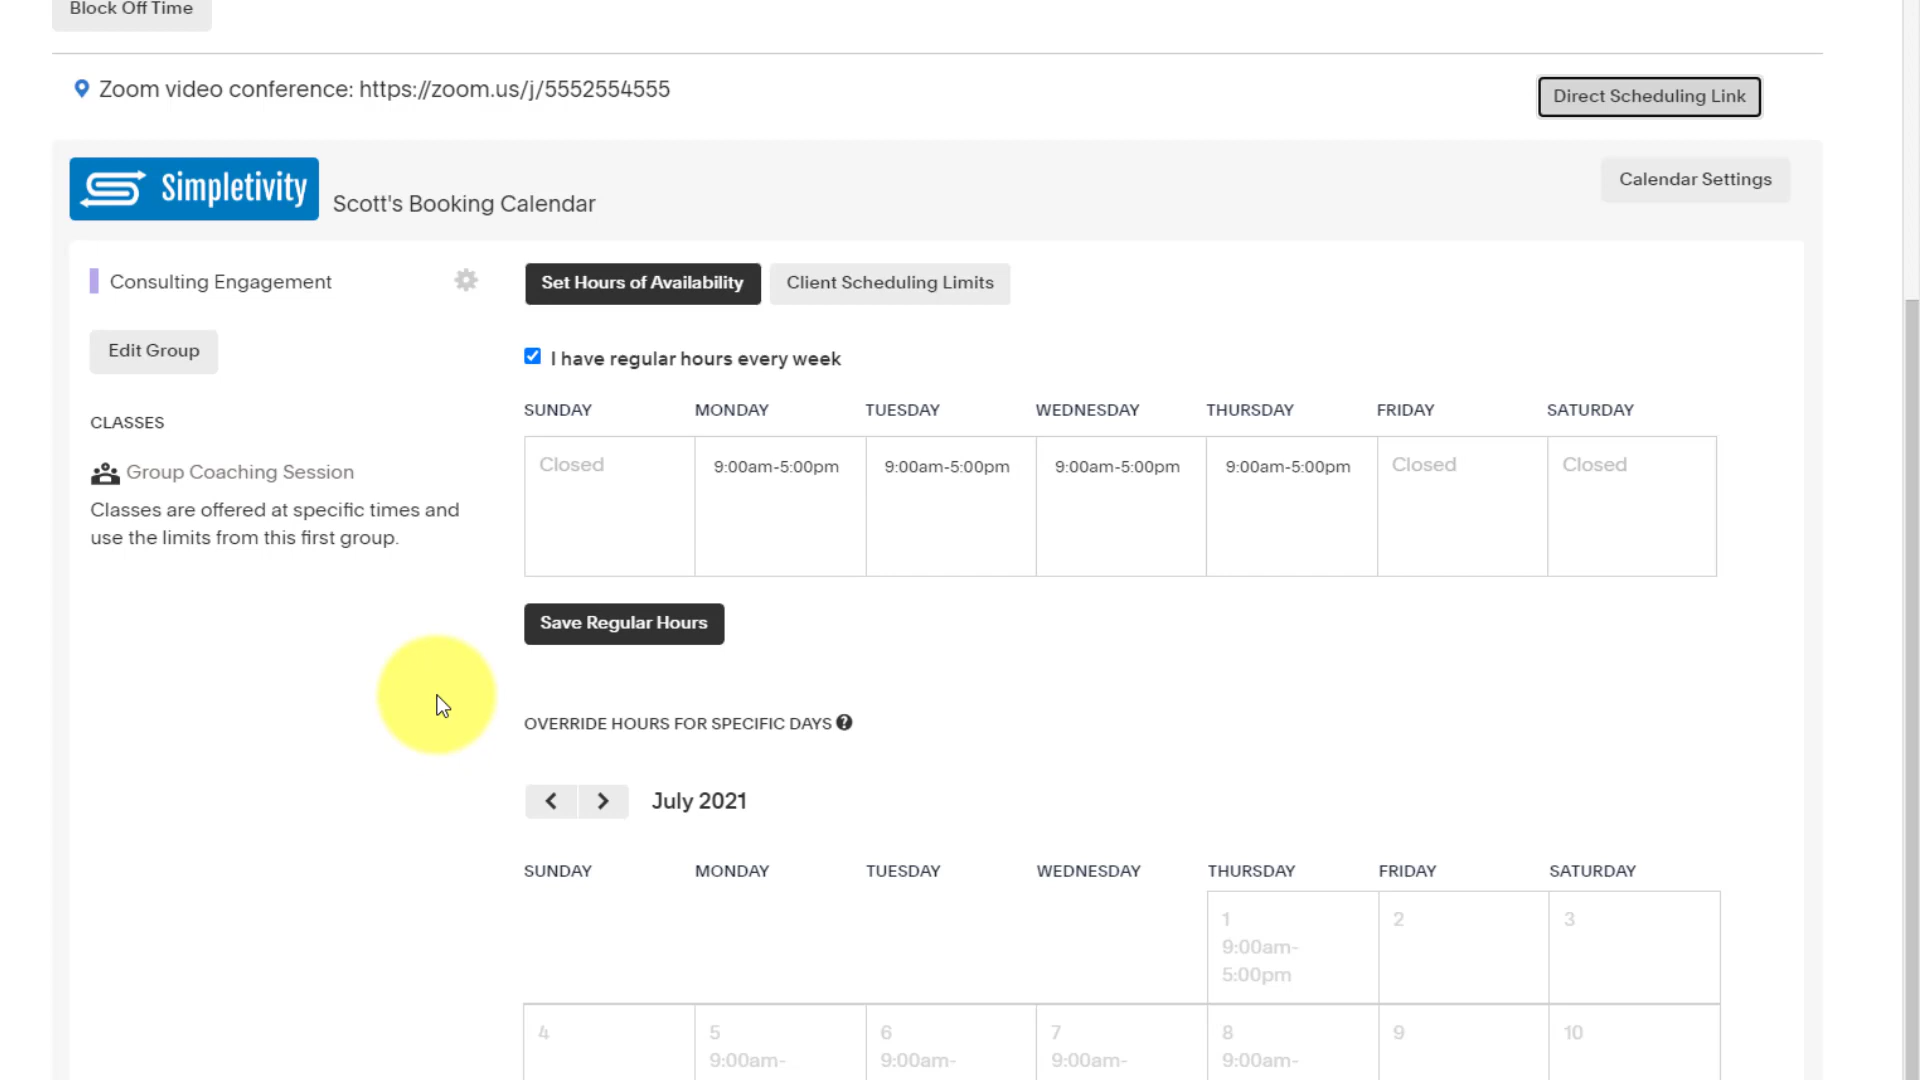 Block Off Time
Zoom video conference: https://zoom.us/j/5552554555
Direct Scheduling Link
Simpletivity
Scott's Booking Calendar
Calendar Settings
Consulting Engagement
Set Hours of Availability
Client Scheduling Limits
Edit Group
I have regular hours every week
CLASSES
Group Coaching Session
Classes are offered at specific times and
use the limits from this first group.
SUNDAY MONDAY TUESDAY WEDNESDAY THURSDAY FRIDAY SATURDAY
Closed 9:00am-5:00pm 9:00am-5:00pm 9:00am-5:00pm 9:00am-5:00pm Closed Closed
Save Regular Hours
OVERRIDE HOURS FOR SPECIFIC DAYS ?
July 2021
SUNDAY MONDAY TUESDAY WEDNESDAY THURSDAY FRIDAY SATURDAY
1 2 3
9:00am-
5:00pm
4 5 6 7 8 9 10
9:00am- 9:00am- 9:00am- 9:00am-